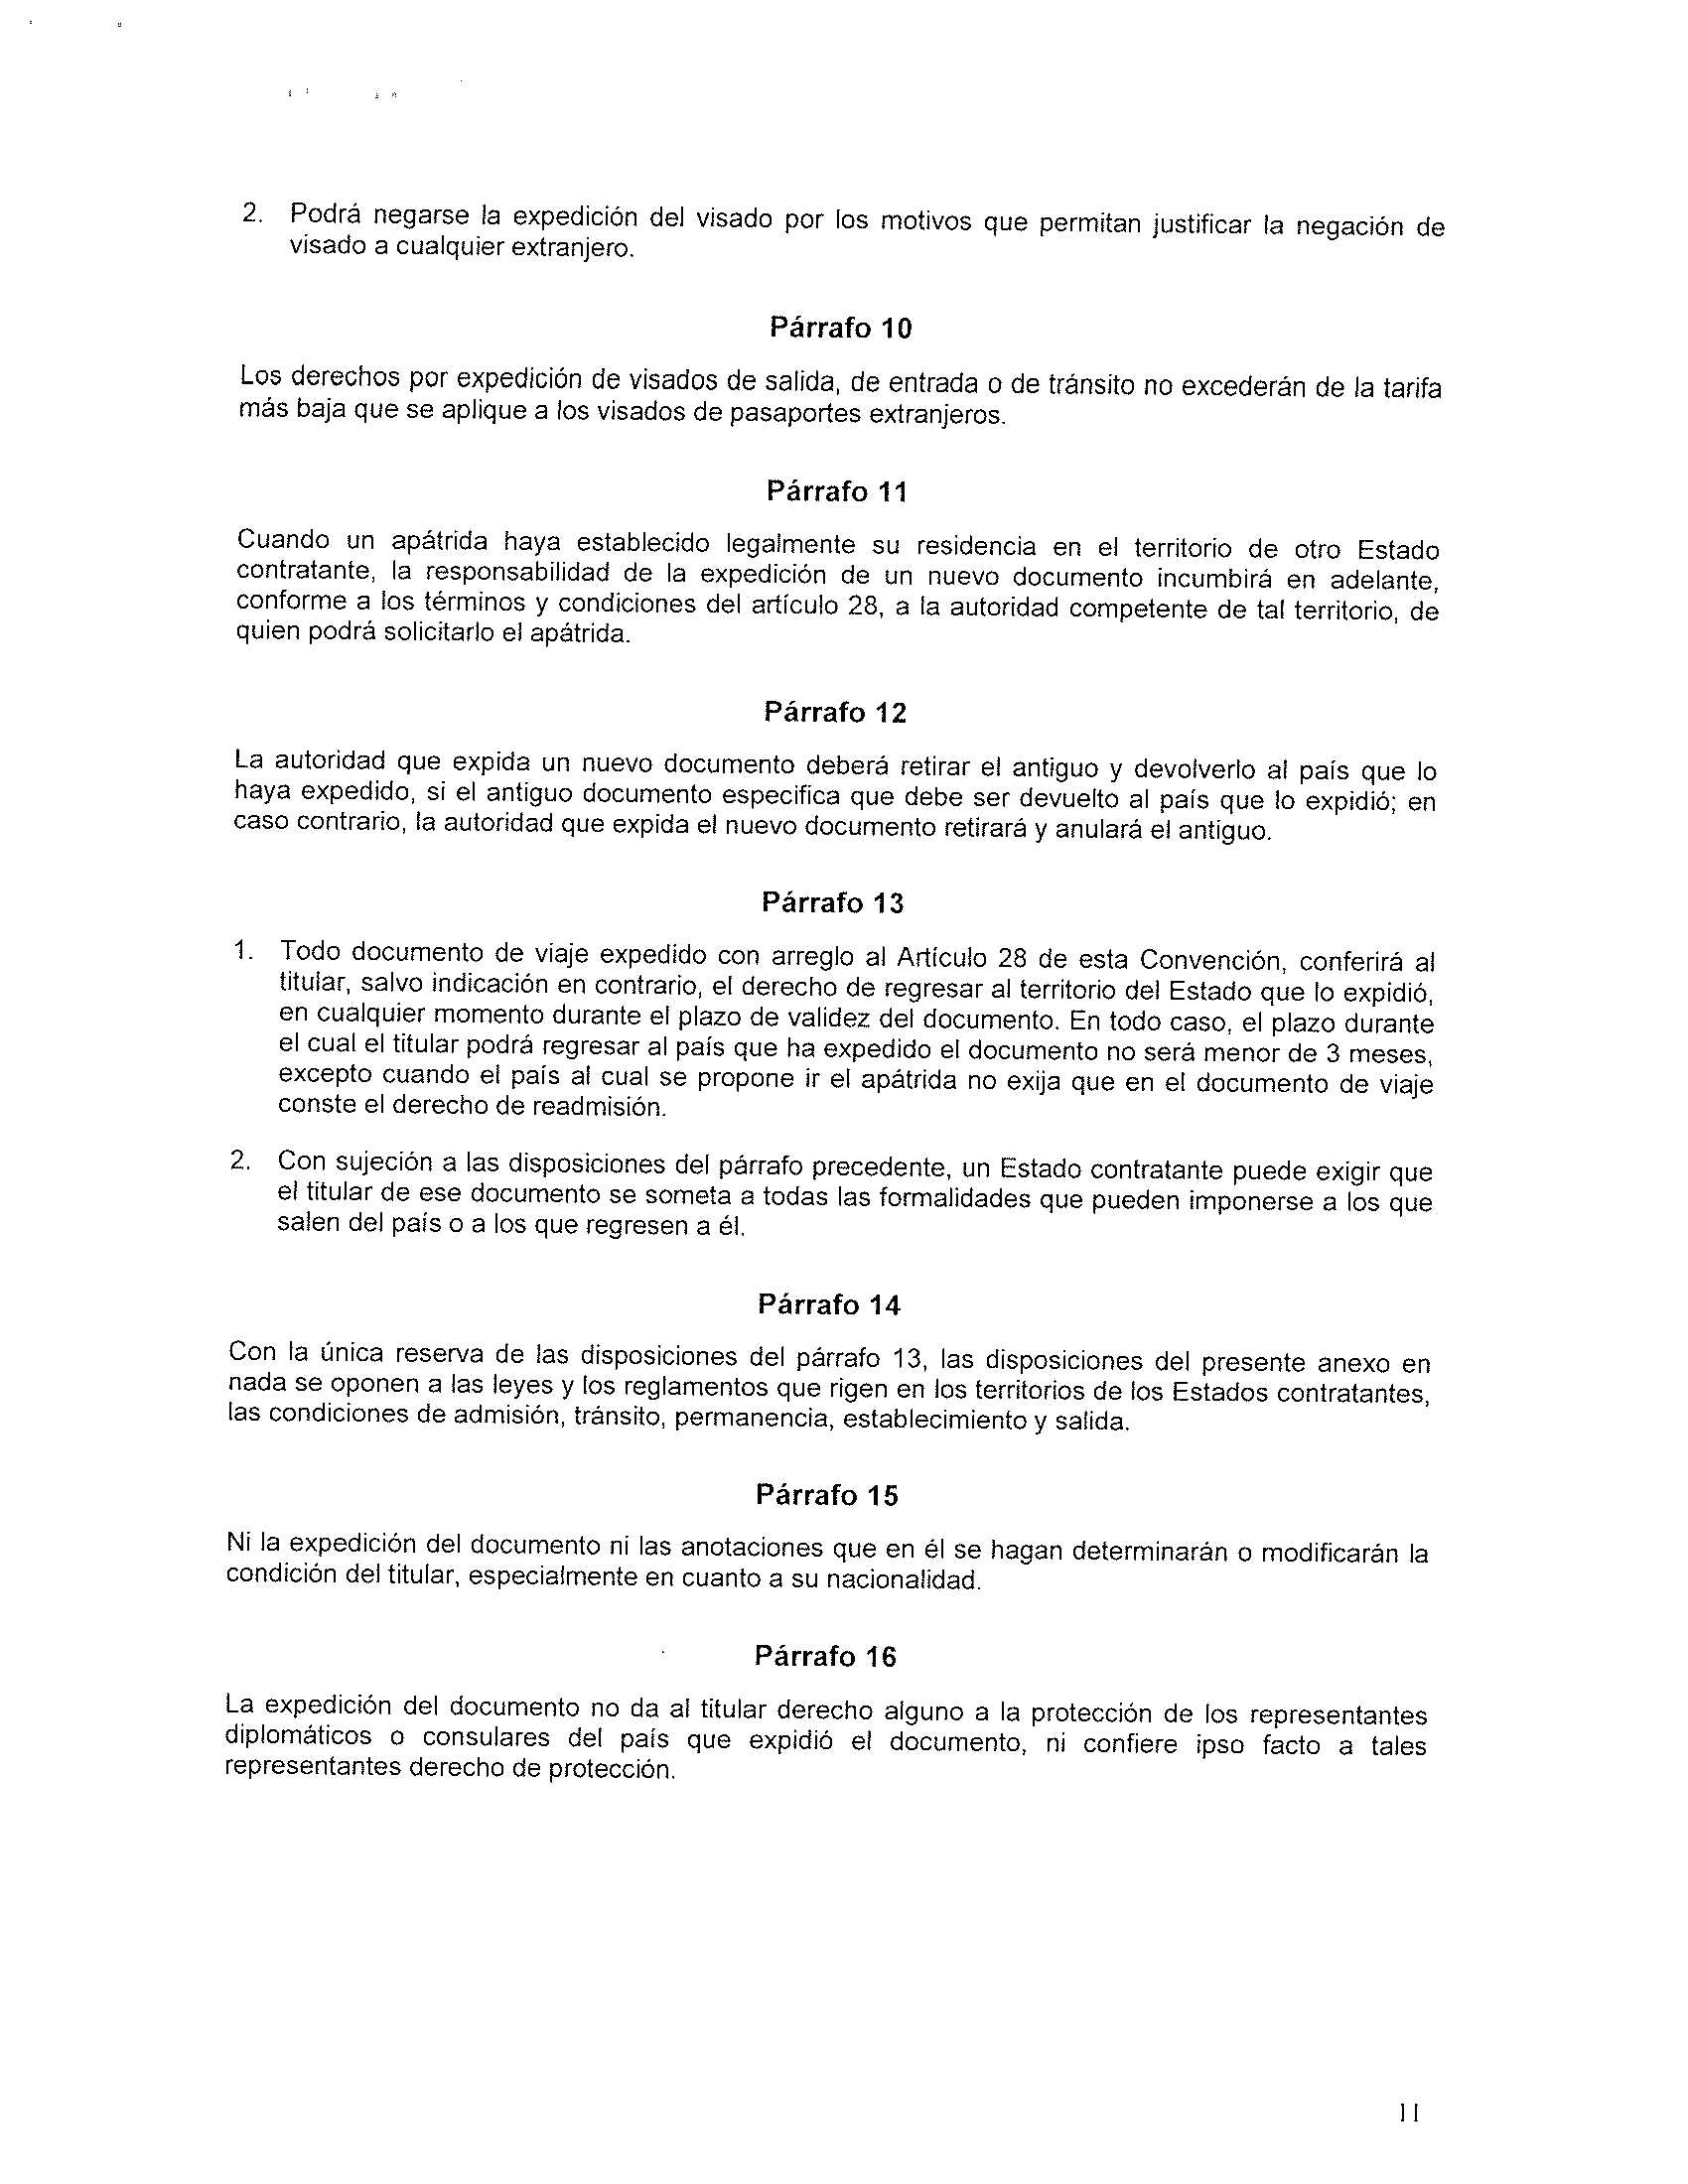 2. Podrá negarse la expedición del visado por los motivos que permitan justificar la negación de
visado a cualquier extranjero.
Párrafo 10
Los derechos por expedición de visados de salida, de entrada o de tránsito no excederán de la tarifa
más baja que se aplique a los visados de pasaportes extranjeros.
Párrafo 11
Cuando un apátrida haya establecido legalmente su residencia en el territorio de otro Estado
contratante, la responsabilidad de la expedición de un nuevo documento incumbirá en adelante,
conforme a los términos y condiciones del artículo 28, a la autoridad competente de tal territorio, de
quien podrá solicitarlo el apátrida.
Párrafo 12
La autoridad que expida un nuevo documento deberá retirar el antiguo y devolverlo al país que lo
haya expedido, si el antiguo documento especifica que debe ser devuelto al país que lo expidió; en
caso contrario, la autoridad que expida el nuevo documento retirará y anulará el antiguo.
Párrafo 13
1. Todo documento de viaje expedido con arreglo al Artículo 28 de esta Convención, conferirá al
titular, salvo indicación en contrario, el derecho de regresar al territorio del Estado que lo expidió,
en cualquier momento durante el plazo de validez del documento. En todo caso, el plazo durante
el cual el titular podrá regresar al país que ha expedido el documento no será menor de 3 meses,
excepto cuando el país al cual se propone ir el apátrida no exija que en el documento de viaje
conste el derecho de readmisión.
2. Con sujeción a las disposiciones del párrafo precedente, un Estado contratante puede exigir que
el titular de ese documento se someta a todas las formalidades que pueden imponerse a los que
salen del país o a los que regresen a él.
Párrafo 14
Con la única reserva de las disposiciones del párrafo 13, las disposiciones del presente anexo en
nada se oponen a las leyes y los reglamentos que rigen en los territorios de los Estados contratantes,
las condiciones de admisión, tránsito, permanencia, establecimiento y salida.
Párrafo 15
Ni la expedición del documento ni las anotaciones que en él se hagan determinarán o modificarán la
condición del titular, especialmente en cuanto a su nacionalidad.
Párrafo 16
La expedición del documento no da al titular derecho alguno a la protección de los representantes
diplomáticos o consulares del país que expidió el documento, ni confiere ipso facto a tales
representantes derecho de protección.
11